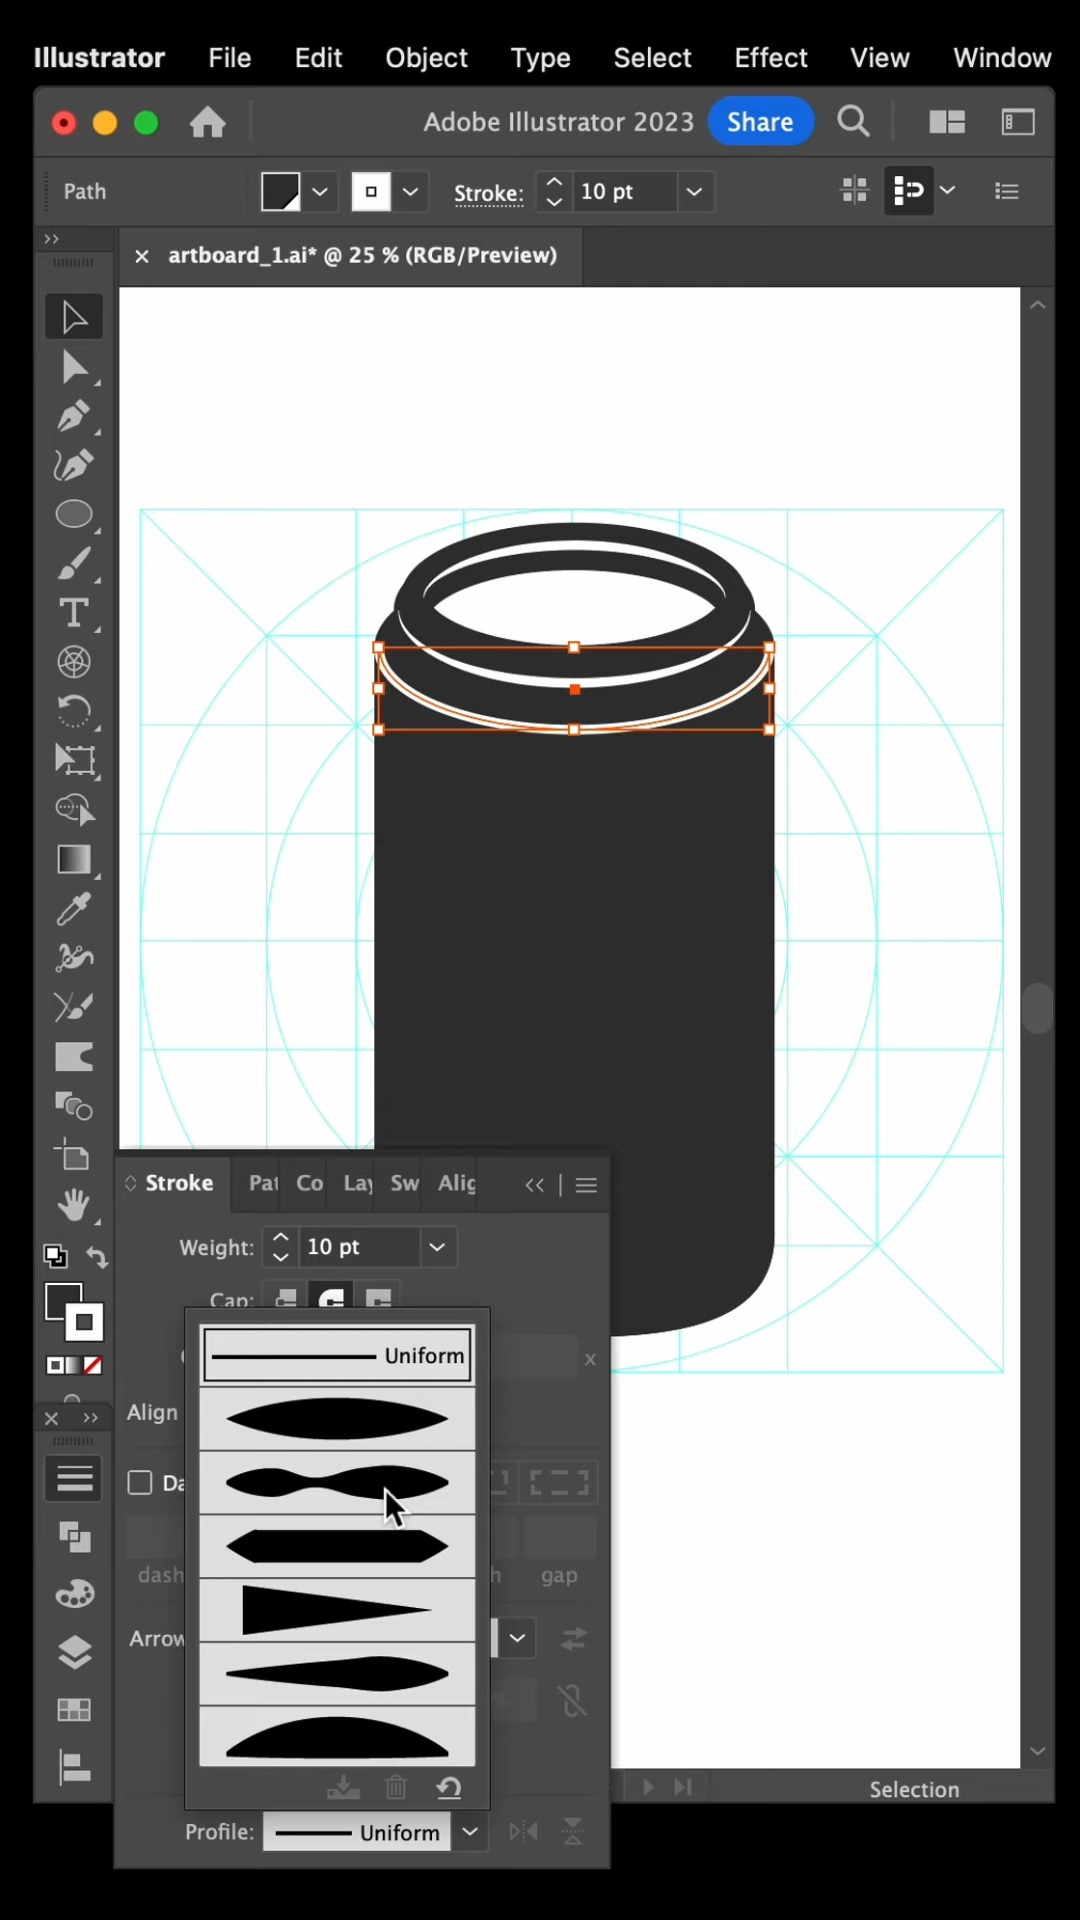 Illustrator File Edit Object Type Select Effect View Window
Adobe Illustrator 2023 Share
Path Stroke: 10 pt
× artboard_1.ai* @ 25 % (RGB/Preview)
Stroke Pat Co Lay Sw Alig
Weight: 10 pt
Cap:
Uniform
x
Align
Da
dash gap
Arrow
Selection
Profile: Uniform